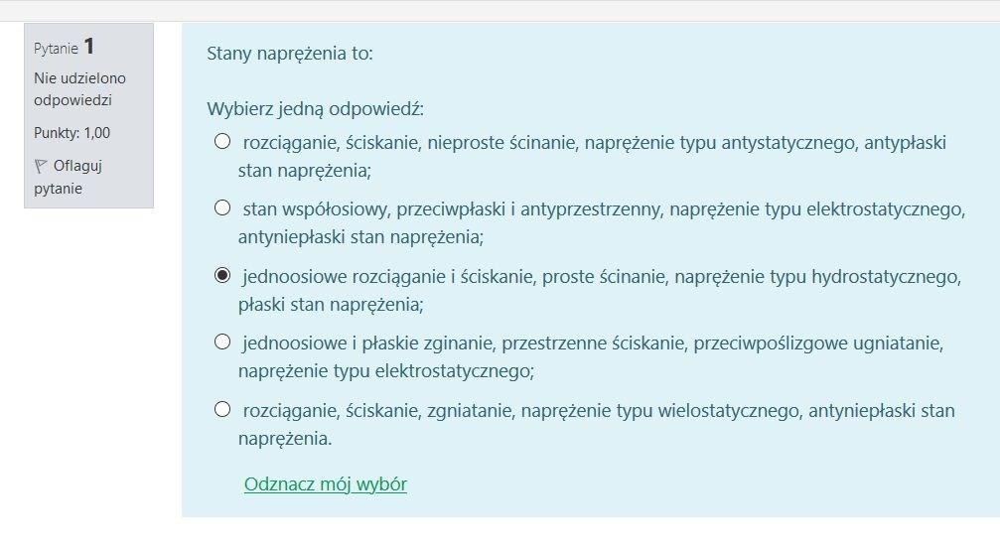 Pytanie 1
Nie udzielono
odpowiedzi
Punkty: 1,00
Oflaguj
pytanie
Stany naprężenia to:
Wybierz jedną odpowiedź:
rozciąganie, ściskanie, nieproste ścinanie, naprężenie typu antystatycznego, antypłaski
stan naprężenia;
stan współosiowy, przeciwpłaski i antyprzestrzenny, naprężenie typu elektrostatycznego,
antyniepłaski stan naprężenia;
jednoosiowe rozciąganie i ściskanie, proste ścinanie, naprężenie typu hydrostatycznego,
płaski stan naprężenia;
jednoosiowe i płaskie zginanie, przestrzenne ściskanie, przeciwpoślizgowe ugniatanie,
naprężenie typu elektrostatycznego;
rozciąganie, ściskanie, zgniatanie, naprężenie typu wielostatycznego, antyniepłaski stan
naprężenia.
Odznacz mój wybór